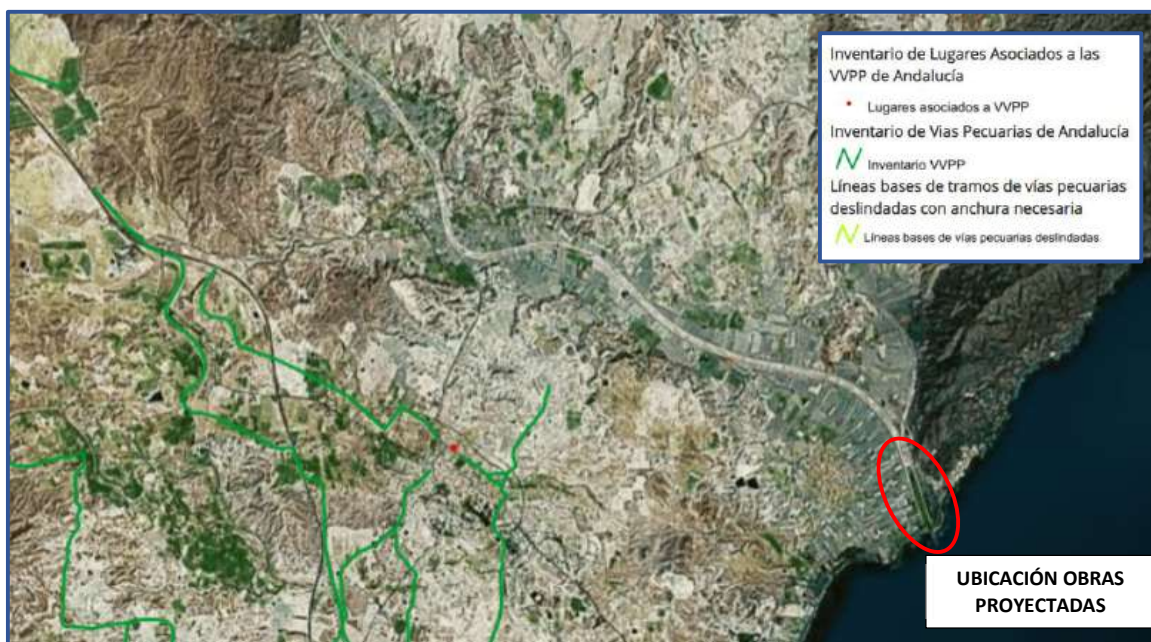 Inventario de Lugares Asociados a las
VVPP de Andalucía
Lugares asociados a VVPP
Inventario de Vias Pecuarias de Andalucía
Inventario VVPP
Líneas bases de tramos de vías pecuarias
deslindadas con anchura necesaria
Líneas bases de vías pecuarias deslindadas
UBICACIÓN OBRAS
PROYECTADAS